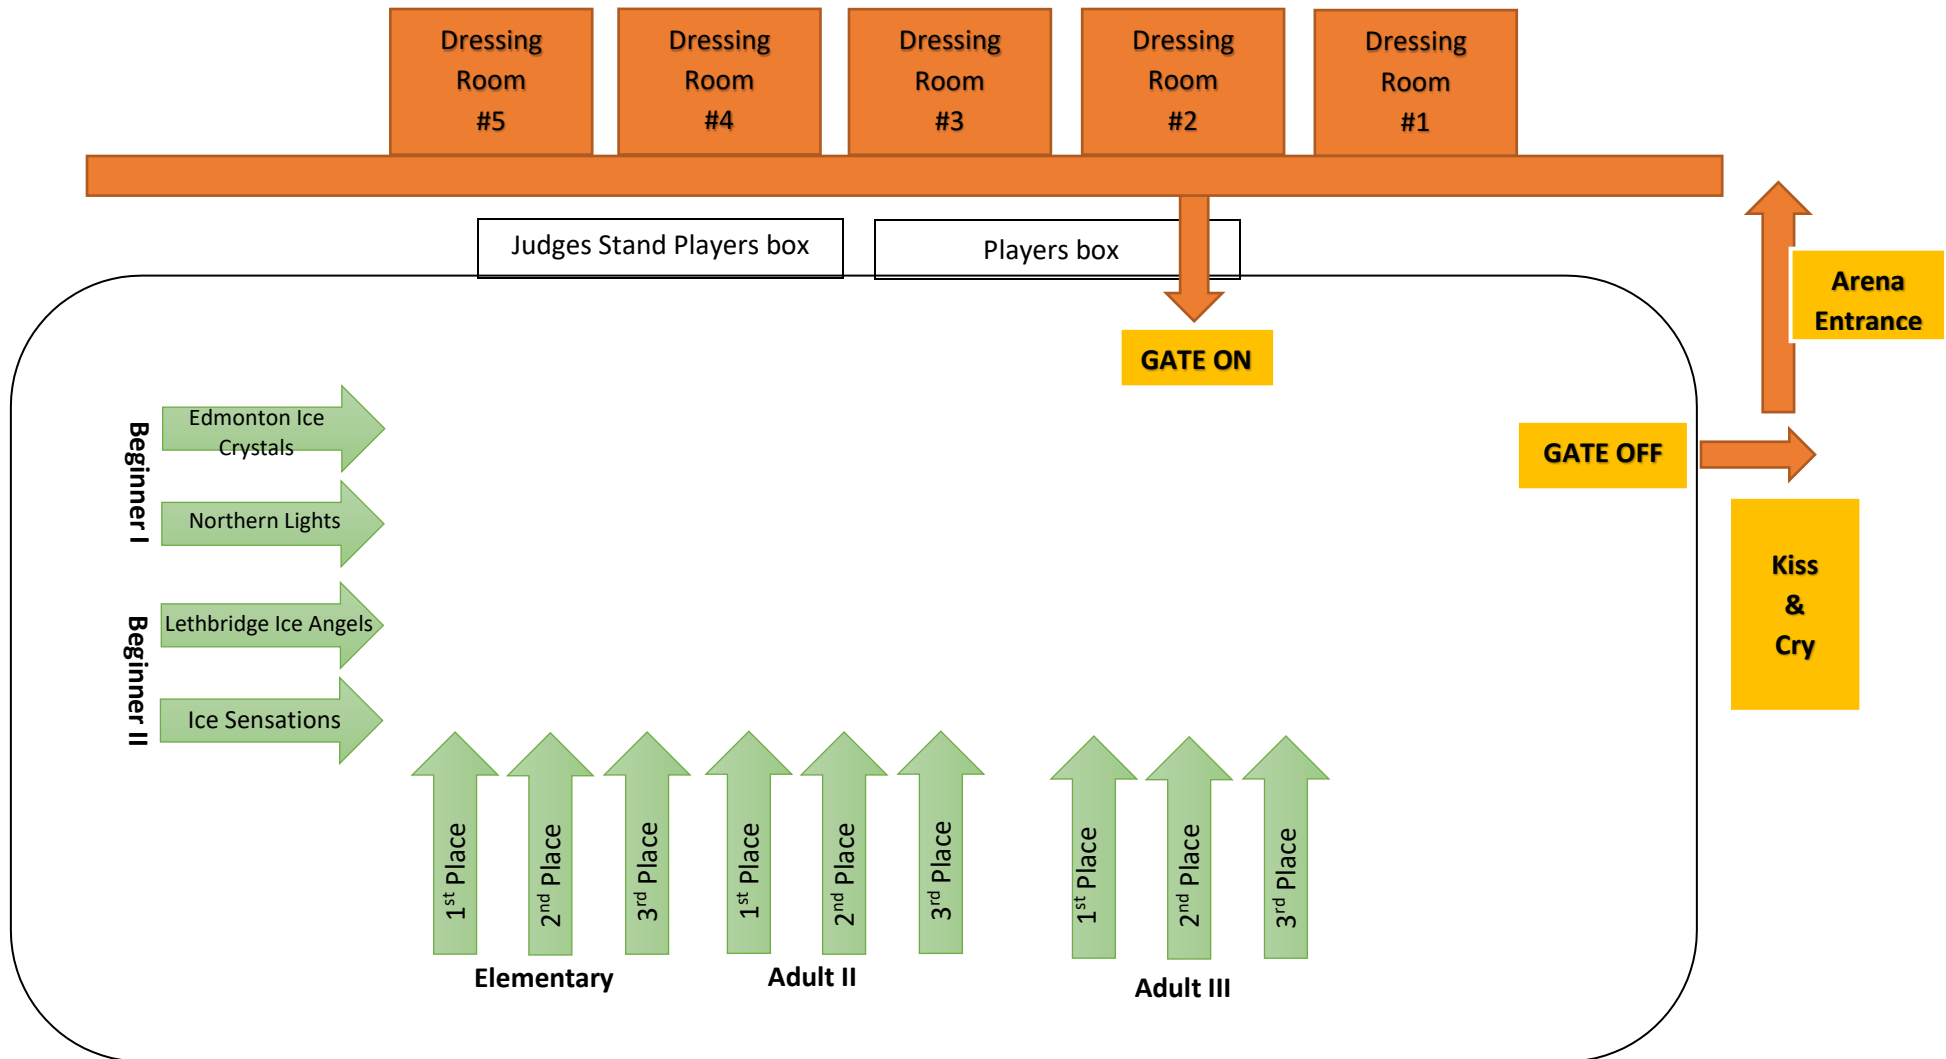 Dressing
Room
#5
Dressing
Room
#4
Dressing
Room
#3
Dressing
Room
#2
Dressing
Room
#1
Judges Stand Players box
Players box
Arena
Entrance
GATE ON
GATE OFF
Kiss
&
Cry
Beginner I
Edmonton Ice
Crystals
Northern Lights
Beginner II
Lethbridge Ice Angels
Ice Sensations
1st Place
2nd Place
3rd Place
1st Place
2nd Place
3rd Place
1st Place
2nd Place
3rd Place
Elementary
Adult II
Adult III